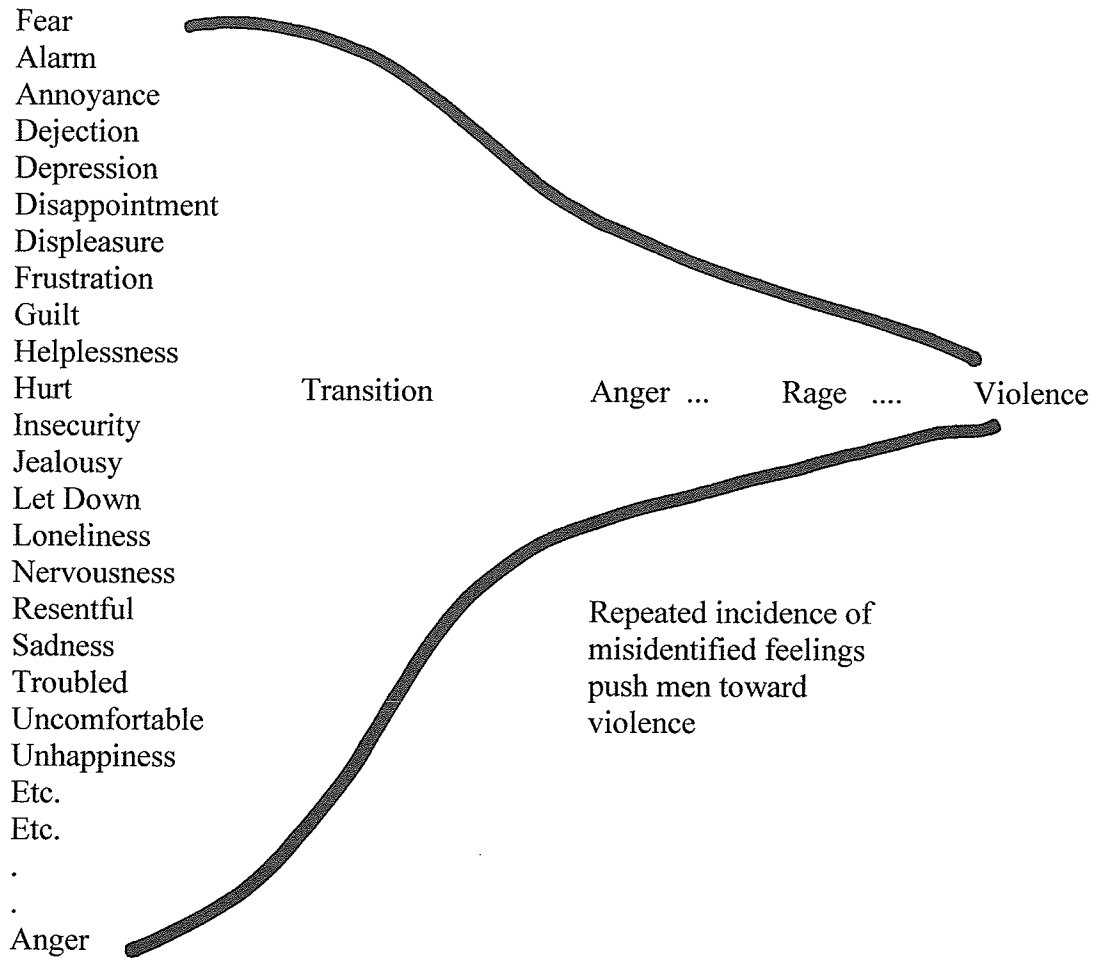 Fear
Alarm
Annoyance
Dejection
Depression
Disappointment
Displeasure
Frustration
Guilt
Helplessness
Hurt
Insecurity
Jealousy
Let Down
Loneliness
Nervousness
Resentful
Sadness
Troubled
Uncomfortable
Unhappiness
Etc.
Etc.
.
.
Anger
Transition
Anger ...
Rage ....
Violence
Repeated incidence of
misidentified feelings
push men toward
violence